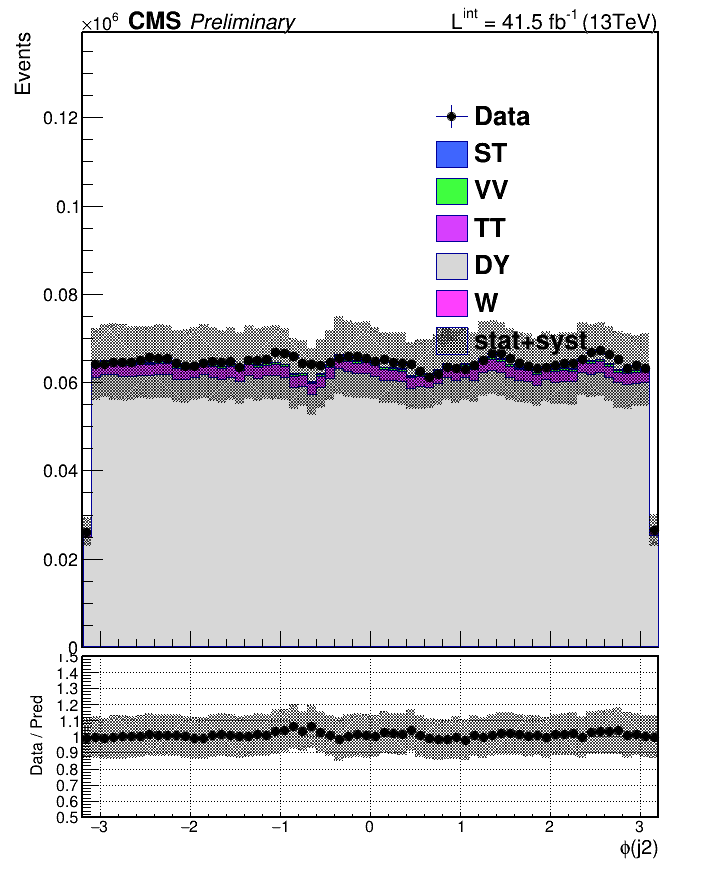 ×10⁶ CMS Preliminary L^int = 41.5 fb⁻¹ (13TeV)
Events
0.12
0.1
0.08
0.06
0.04
0.02
0
Data
ST
VV
TT
DY
W
stat+syst
Data / Pred
1.5
1.4
1.3
1.2
1.1
1
0.9
0.8
0.7
0.6
0.5
−3 −2 −1 0 1 2 3
ϕ(j2)